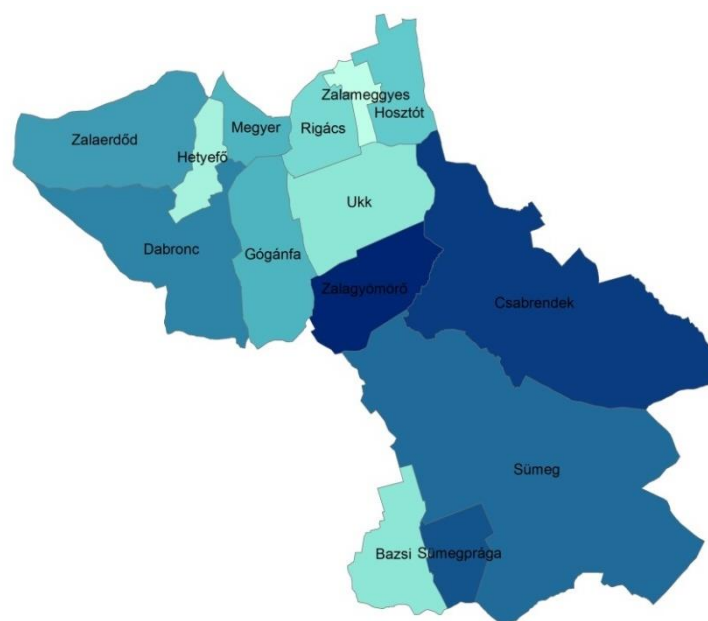 Zalameggyes
Hosztót
Rigács
Megyer
Zalaerdőd
Hetyefő
Ukk
Dabronc
Gógánfa
Zalagyömörő
Csabrendek
Sümeg
Bazsi
Sümegprága